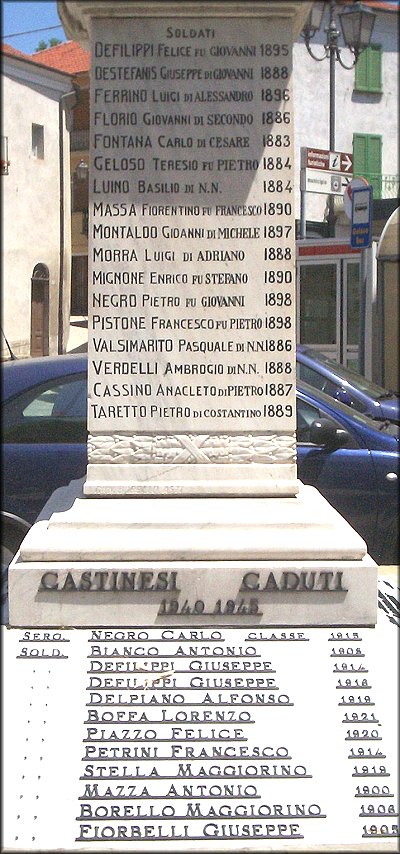 SOLDATI
DEFILIPPI FELICE FU GIOVANNI 1895
DESTEFANIS GIUSEPPE DI GIOVANNI 1888
FERRINO LUIGI DI ALESSANDRO 1896
FLORIO GIOVANNI DI SECONDO 1886
FONTANA CARLO DI CESARE 1883
GELOSO TERESIO FU PIETRO 1884
LUINO BASILIO DI N.N. 1884
MASSA FIORENTINO FU FRANCESCO 1890
MONTALDO GIOANNI DI MICHELE 1897
MORRA LUIGI DI ADRIANO 1888
MIGNONE ENRICO FU STEFANO 1890
NEGRO PIETRO FU GIOVANNI 1898
PISTONE FRANCESCO FU PIETRO 1898
VALSIMARITO PASQUALE DI N.N. 1886
VERDELLI AMBROGIO DI N.N. 1888
CASSINO ANACLETO DI PIETRO 1887
TARETTO PIETRO DI COSTANTINO 1889
CASTINESI CADUTI
1940 1945
SERG. NEGRO CARLO CLASSE 1915
SOLD. BIANCO ANTONIO 1908
,, DEFILIPPI GIUSEPPE 1914
,, DEFILIPPI GIUSEPPE 1916
,, DELPIANO ALFONSO 1919
,, BOFFA LORENZO 1921
,, PIAZZO FELICE 1920
,, PETRINI FRANCESCO 1914
,, STELLA MAGGIORINO 1919
,, MAZZA ANTONIO 1900
,, BORELLO MAGGIORINO 1906
,, FIORBELLI GIUSEPPE 1905
informazioni
turistiche
municipio